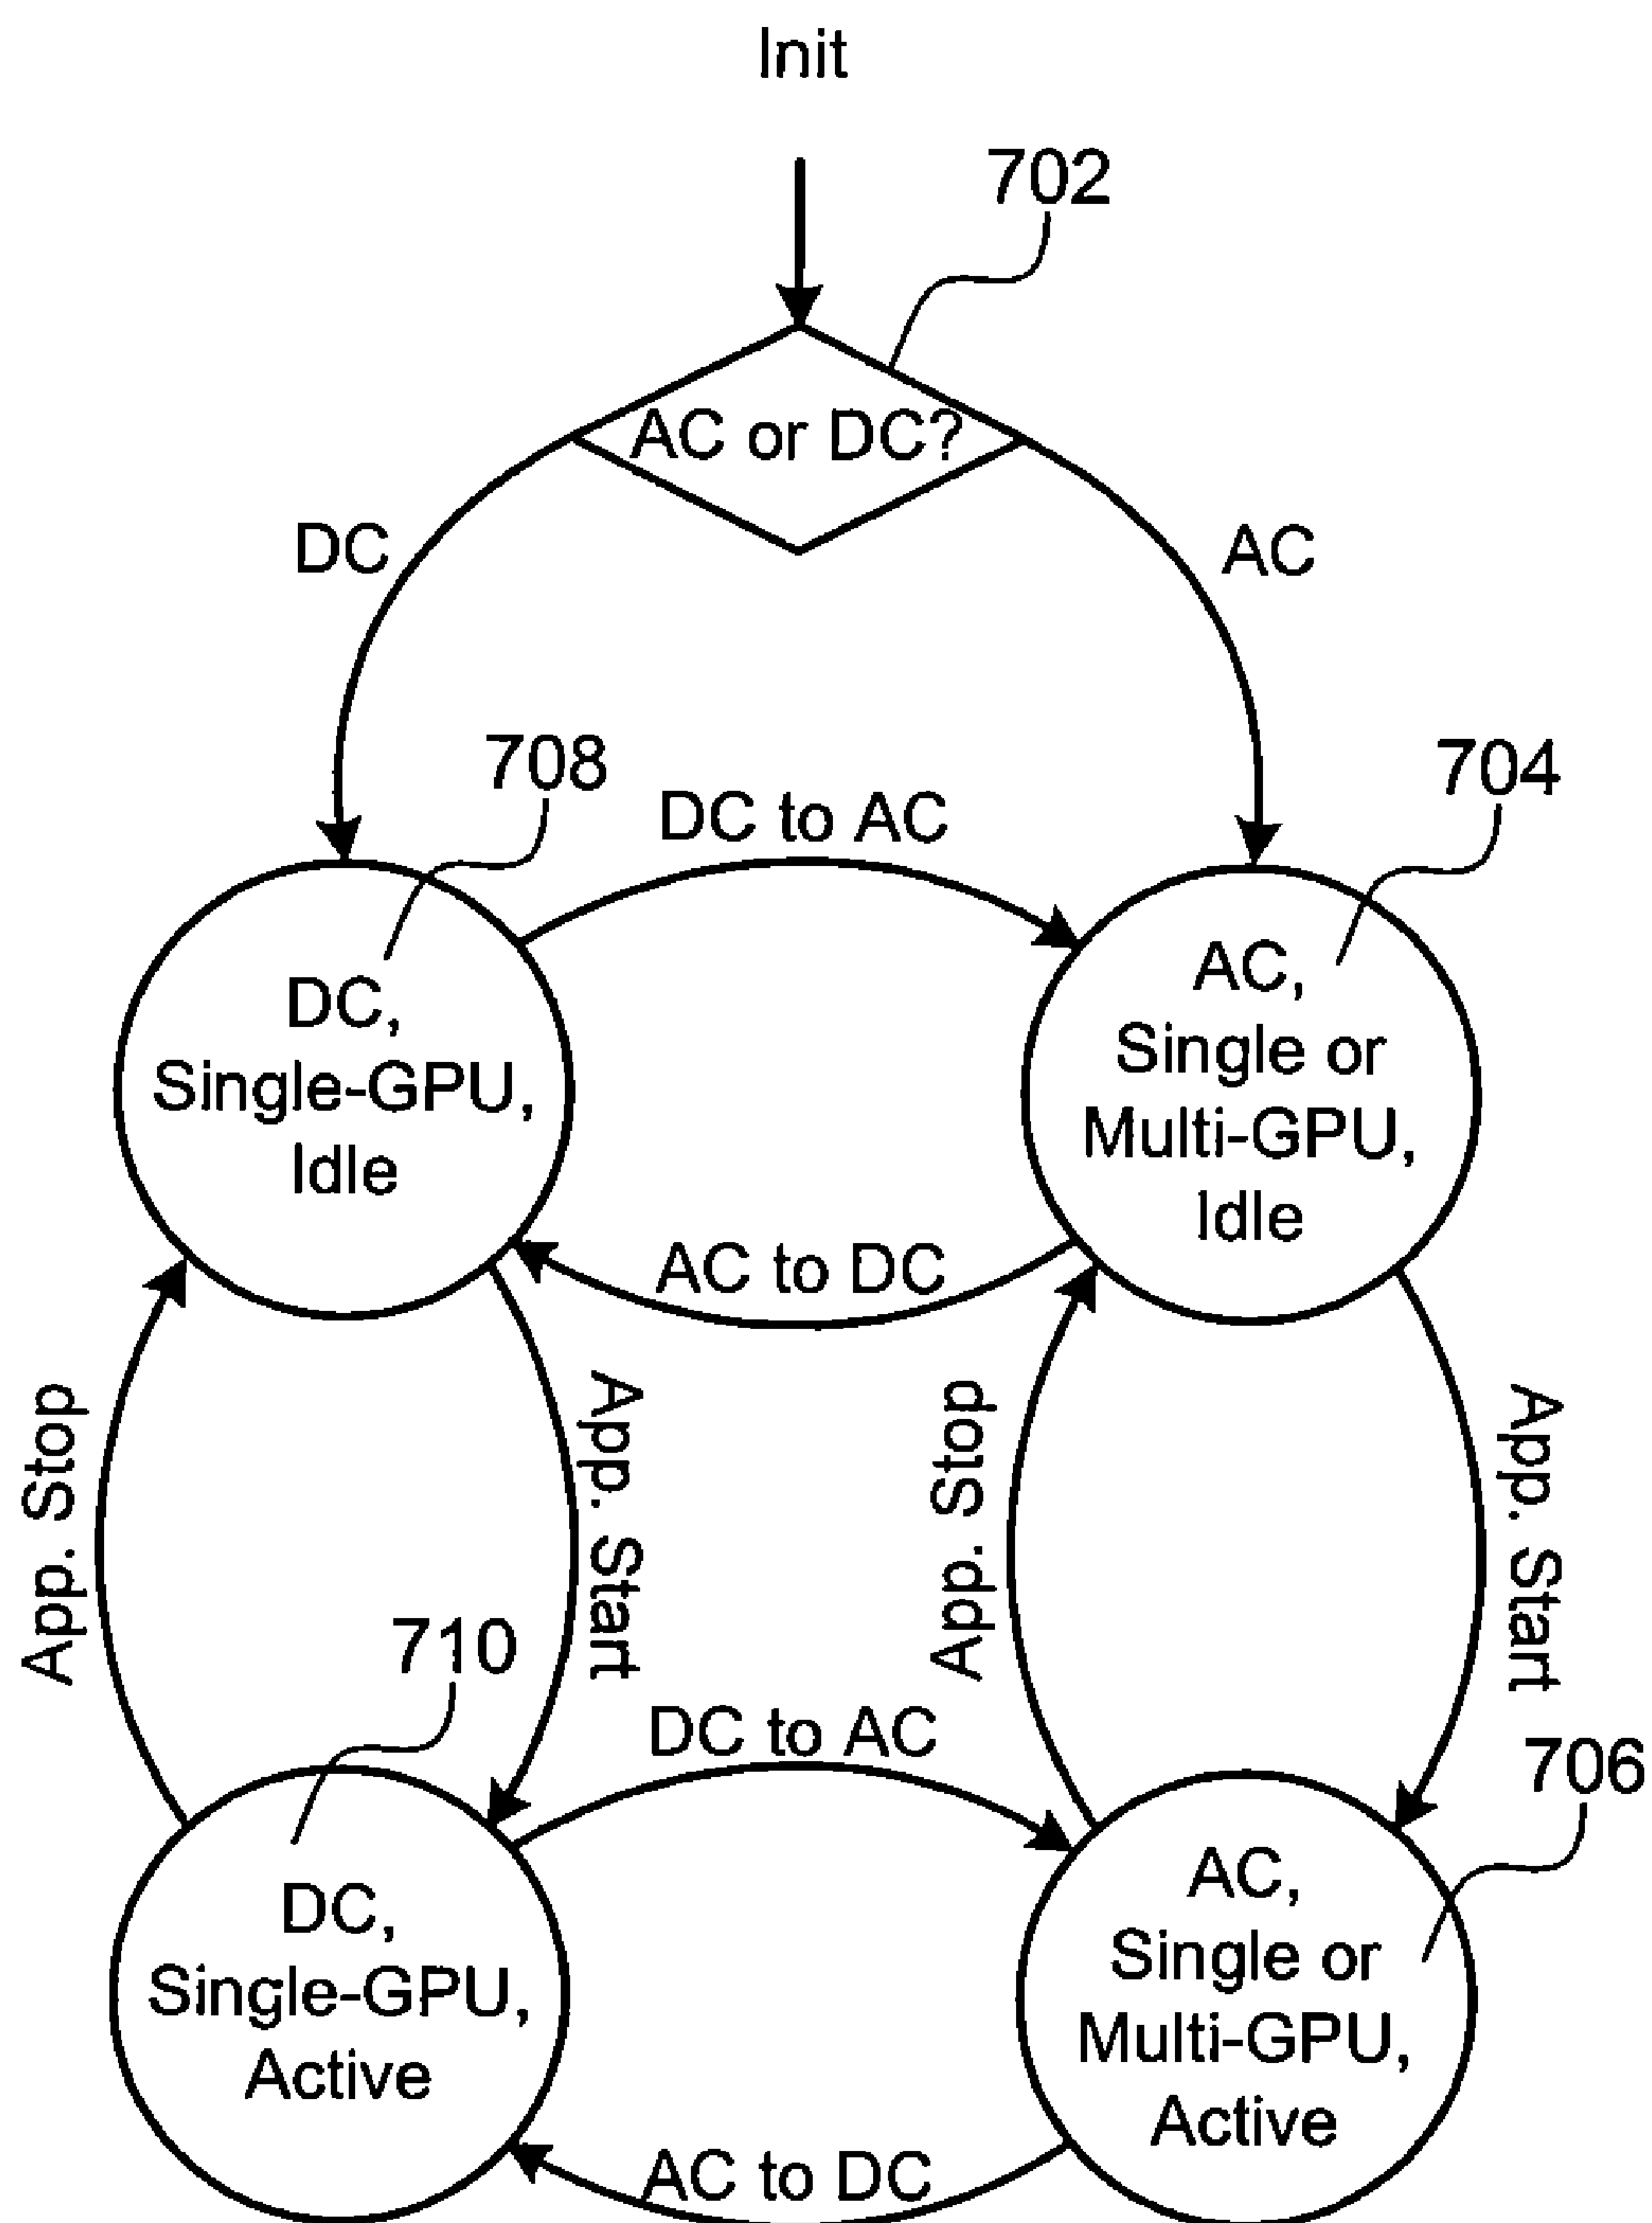 Init
702
AC or DC?
DC
AC
708
704
DC to AC
DC,
Single-GPU,
Idle
AC,
Single or
Multi-GPU,
Idle
AC to DC
App. Stop
App. Start
App. Stop
App. Start
710
DC to AC
706
DC,
Single-GPU,
Active
AC,
Single or
Multi-GPU,
Active
AC to DC